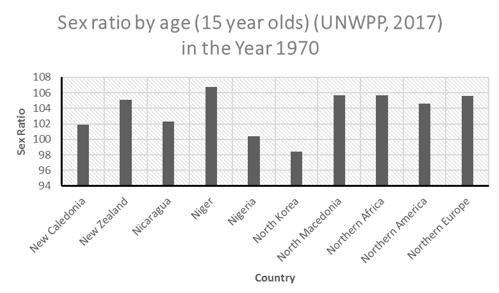 Sex ratio by age (15 year olds) (UNWPP, 2017)
in the Year 1970
Sex Ratio
108
106
104
102
100
98
96
94
New Caledonia
New Zealand
Nicaragua
Niger
Nigeria
North Korea
North Macedonia
Northern Africa
Northern America
Northern Europe
Country